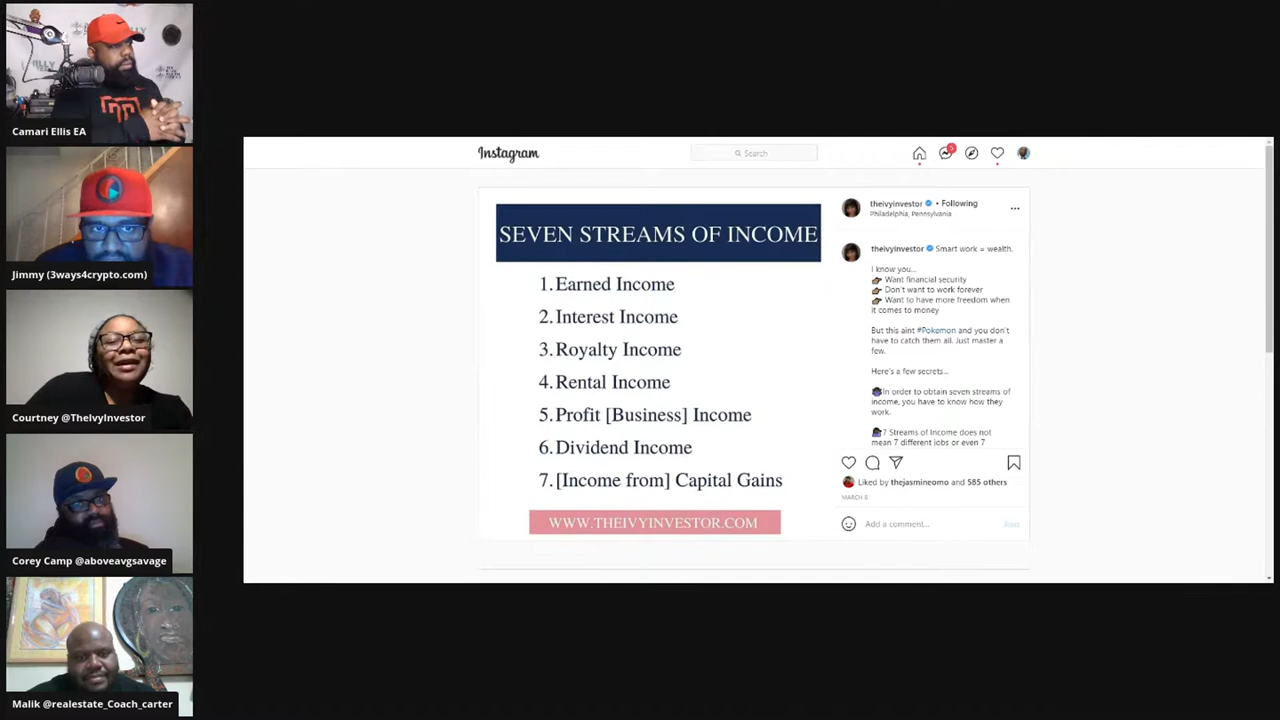 Camari Ellis EA
Jimmy (3ways4crypto.com)
Courtney @TheIvyInvestor
Corey Camp @aboveavgsavage
Malik @realestate_Coach_carter
Instagram
Search
5
SEVEN STREAMS OF INCOME
1. Earned Income
2. Interest Income
3. Royalty Income
4. Rental Income
5. Profit [Business] Income
6. Dividend Income
7. [Income from] Capital Gains
WWW.THEIVYINVESTOR.COM
theivyinvestor • Following
Philadelphia, Pennsylvania
theivyinvestor Smart work = wealth.
I know you...
Want financial security
Don't want to work forever
Want to have more freedom when
it comes to money
But this aint #Pokemon and you don't
have to catch them all. Just master a
few.
Here's a few secrets...
In order to obtain seven streams of
income, you have to know how they
work.
7 Streams of Income does not
mean 7 different jobs or even 7
Liked by thejasmineomo and 585 others
MARCH 8
Add a comment...
Post